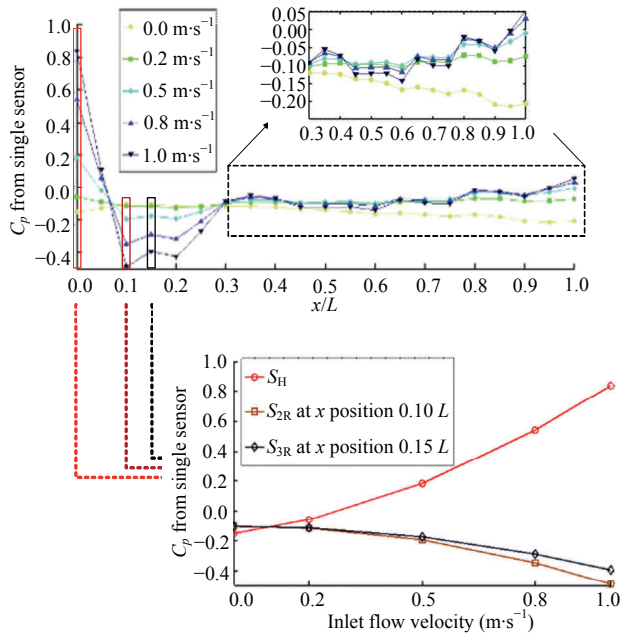 1.0
0.8
0.6
0.4
0.2
0.0
−0.2
−0.4
C_p from single sensor
0.0 m·s⁻¹
0.2 m·s⁻¹
0.5 m·s⁻¹
0.8 m·s⁻¹
1.0 m·s⁻¹
0.05
0.00
−0.05
−0.10
−0.15
−0.20
0.3 0.4 0.5 0.6 0.7 0.8 0.9 1.0
0.0 0.1 0.2 0.3 0.4 0.5 0.6 0.7 0.8 0.9 1.0
x/L
1.0
0.8
0.6
0.4
0.2
0.0
−0.2
−0.4
C_p from single sensor
S_H
S_2R at x position 0.10 L
S_3R at x position 0.15 L
0.0 0.2 0.5 0.8 1.0
Inlet flow velocity (m·s⁻¹)